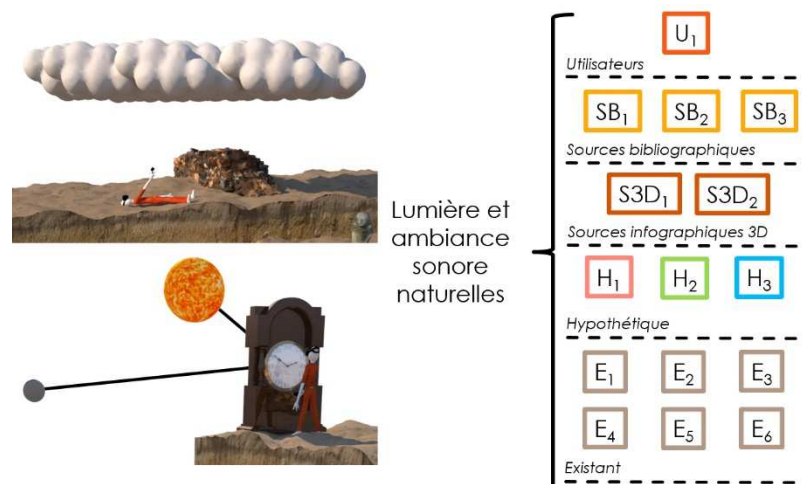 Lumière et
ambiance
sonore
naturelles
U₁
Utilisateurs
SB₁ SB₂ SB₃
Sources bibliographiques
S3D₁ S3D₂
Sources infographiques 3D
H₁ H₂ H₃
Hypothétique
E₁ E₂ E₃
E₄ E₅ E₆
Existant